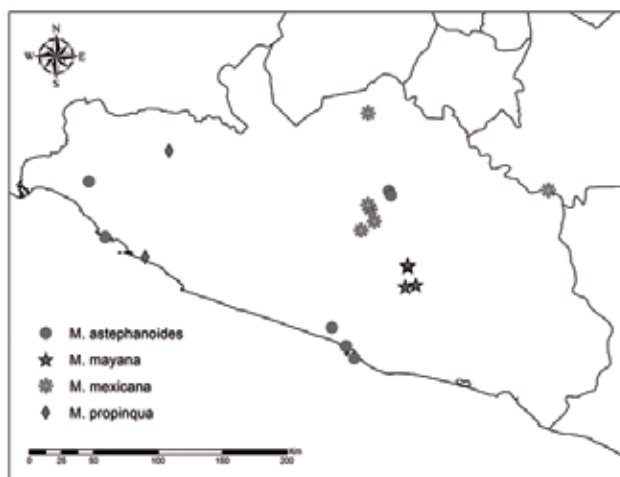 N
W E
S
M. astephanoides
M. mayana
M. mexicana
M. propinqua
Km
0 25 50 100 150 200